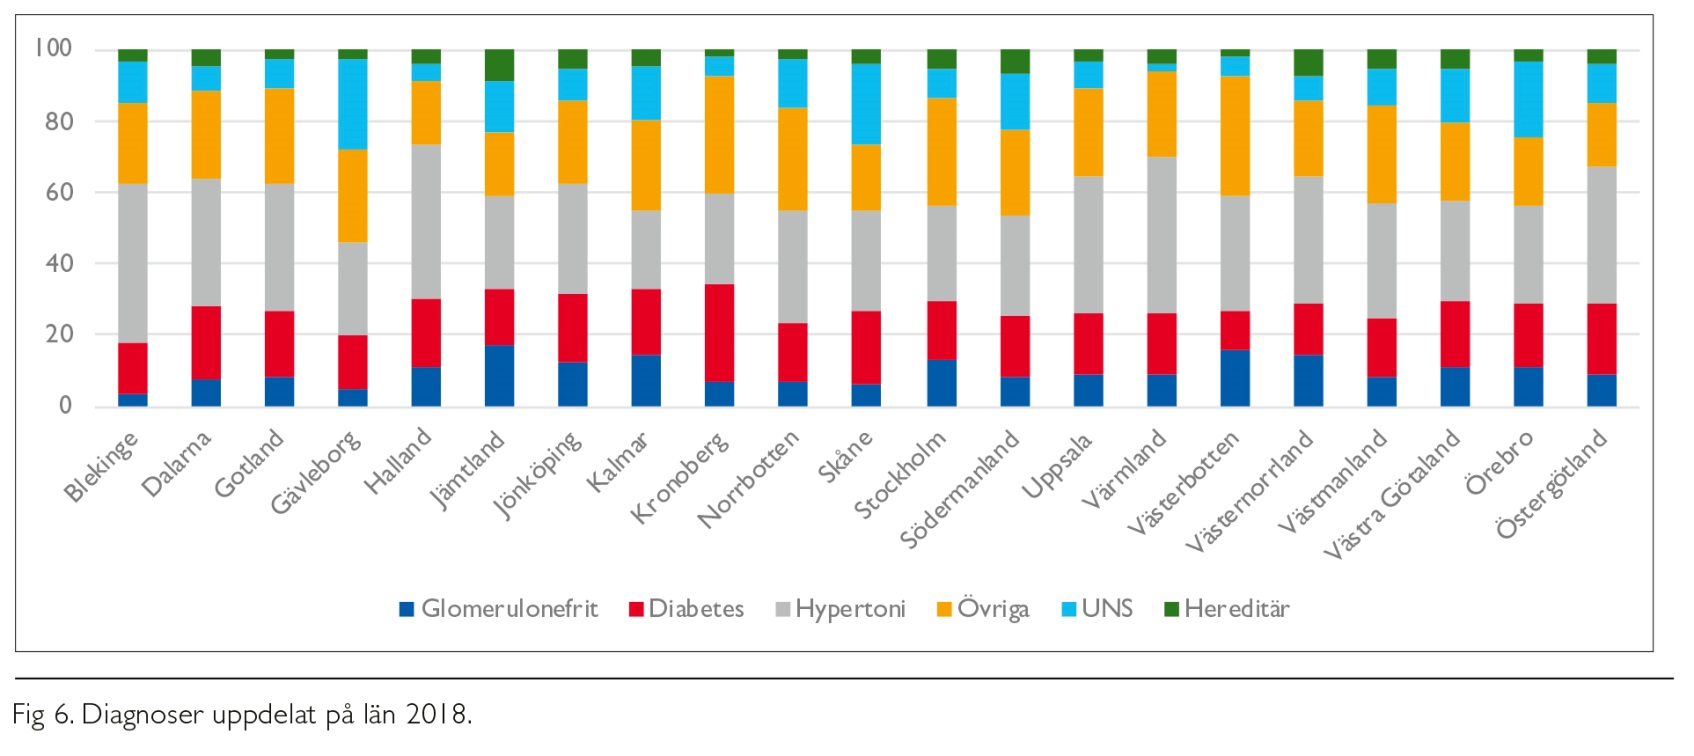 100
80
60
40
20
0
Blekinge
Dalarna
Gotland
Gävleborg
Halland
Jämtland
Jönköping
Kalmar
Kronoberg
Norrbotten
Skåne
Stockholm
Södermanland
Uppsala
Värmland
Västerbotten
Västernorrland
Västmanland
Västra Götaland
Örebro
Östergötland
Glomerulonefrit Diabetes Hypertoni Övriga UNS Hereditär
Fig 6. Diagnoser uppdelat på län 2018.